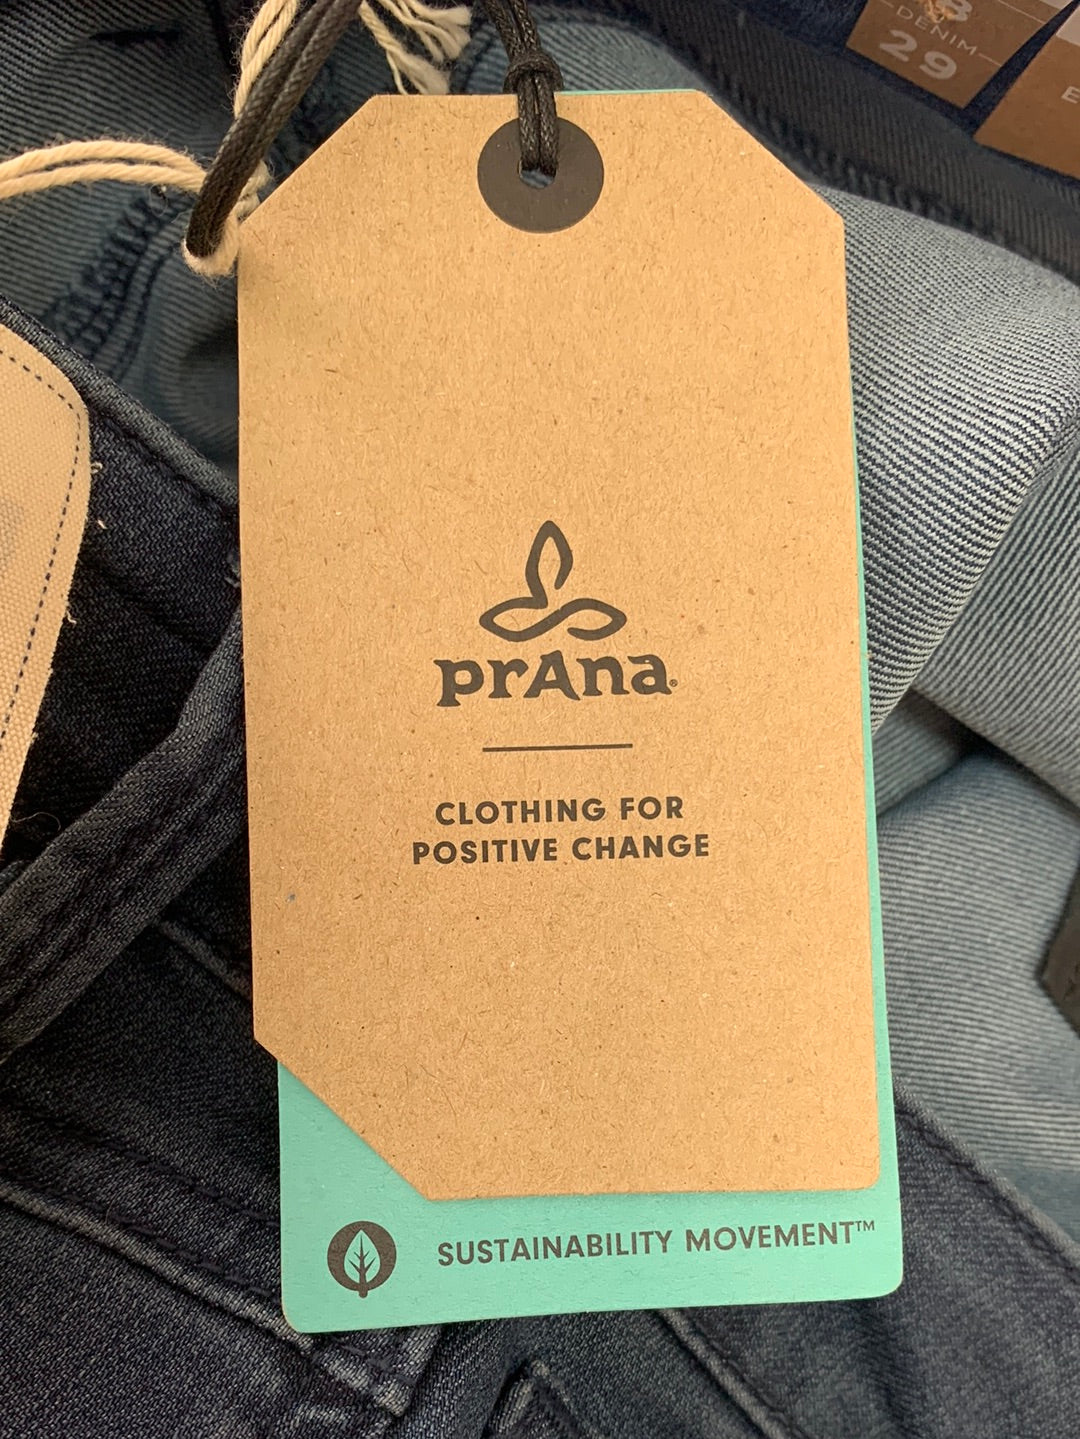 DENIM
29
prAna®
CLOTHING FOR
POSITIVE CHANGE
SUSTAINABILITY MOVEMENT™